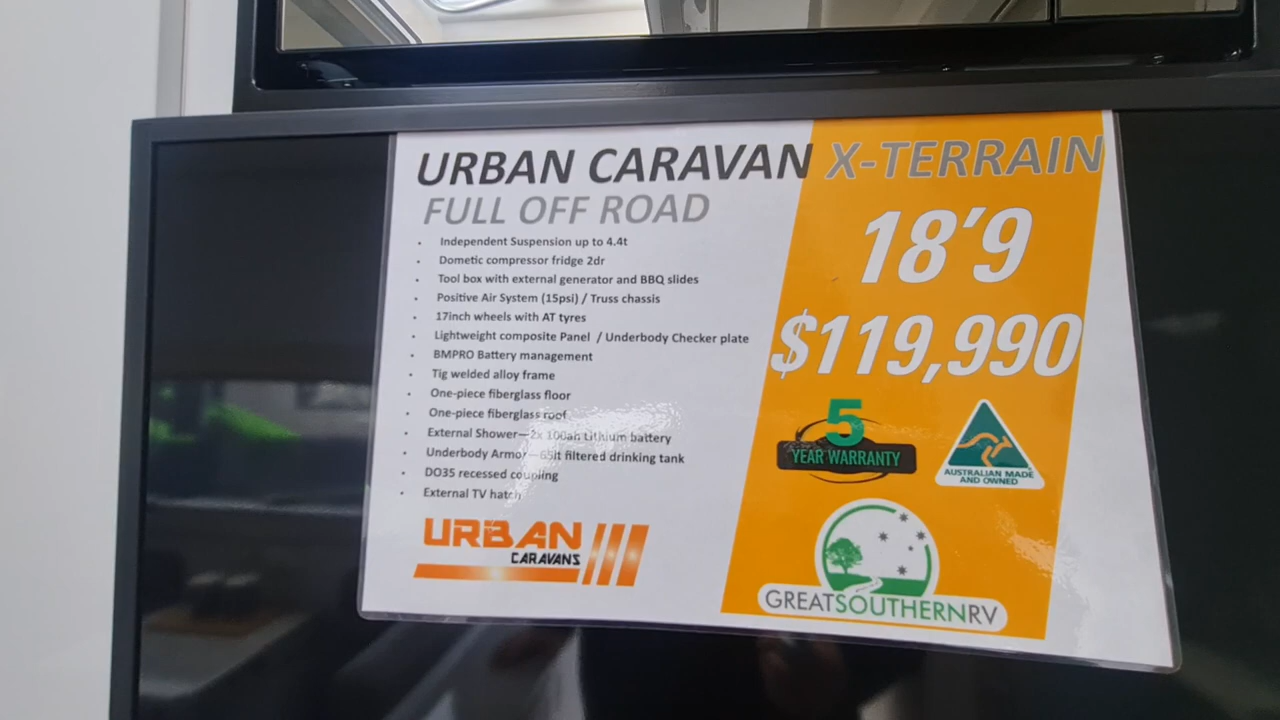 URBAN CARAVAN X-TERRAIN
FULL OFF ROAD
• Independent Suspension up to 4.4t
• Dometic compressor fridge 2dr
• Tool box with external generator and BBQ slides
• Positive Air System (15psi) / Truss chassis
• 17inch wheels with AT tyres
• Lightweight composite Panel / Underbody Checker plate
• BMPRO Battery management
• Tig welded alloy frame
• One-piece fiberglass floor
• One-piece fiberglass roof
• External Shower—2x 100ah Lithium battery
• Underbody Armor—65lt filtered drinking tank
• DO35 recessed coupling
• External TV hatch
URBAN
CARAVANS
18'9
$119,990
5
YEAR WARRANTY
AUSTRALIAN MADE
AND OWNED
GREATSOUTHERNRV